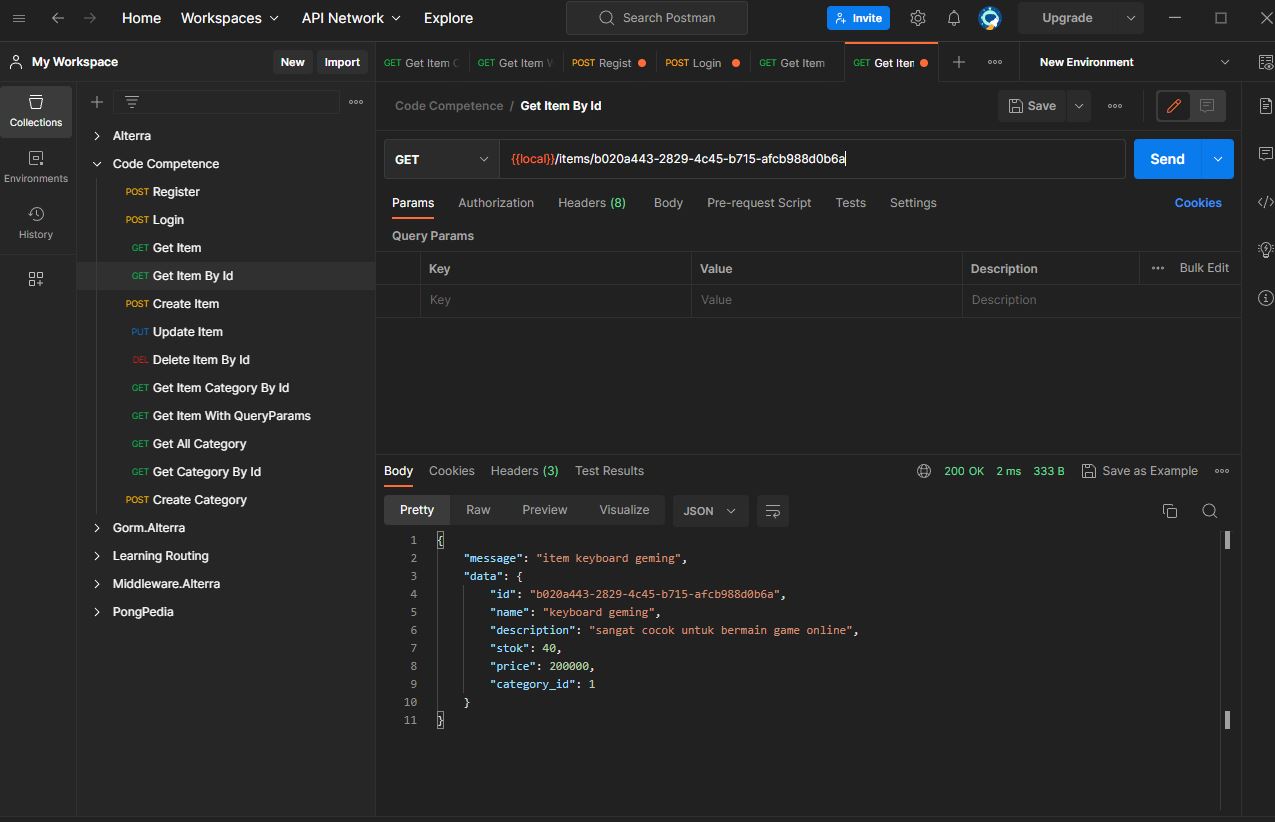 Home Workspaces API Network Explore Search Postman Invite Upgrade
My Workspace New Import
GET Get Item GET Get Item POST Regist POST Login GET Get Item GET Get Iten New Environment
Collections
Environments
History
Alterra
Code Competence
POST Register
POST Login
GET Get Item
GET Get Item By Id
POST Create Item
PUT Update Item
DEL Delete Item By Id
GET Get Item Category By Id
GET Get Item With QueryParams
GET Get All Category
GET Get Category By Id
POST Create Category
Gorm.Alterra
Learning Routing
Middleware.Alterra
PongPedia
Code Competence / Get Item By Id Save
GET {{local}}/items/b020a443-2829-4c45-b715-afcb988d0b6a Send
Params Authorization Headers (8) Body Pre-request Script Tests Settings Cookies
Query Params
Key Value Description Bulk Edit
Key Value Description
Body Cookies Headers (3) Test Results 200 OK 2 ms 333 B Save as Example
Pretty Raw Preview Visualize JSON
1 {
2 "message": "item keyboard geming",
3 "data": {
4 "id": "b020a443-2829-4c45-b715-afcb988d0b6a",
5 "name": "keyboard geming",
6 "description": "sangat cocok untuk bermain game online",
7 "stok": 40,
8 "price": 200000,
9 "category_id": 1
10 }
11 }